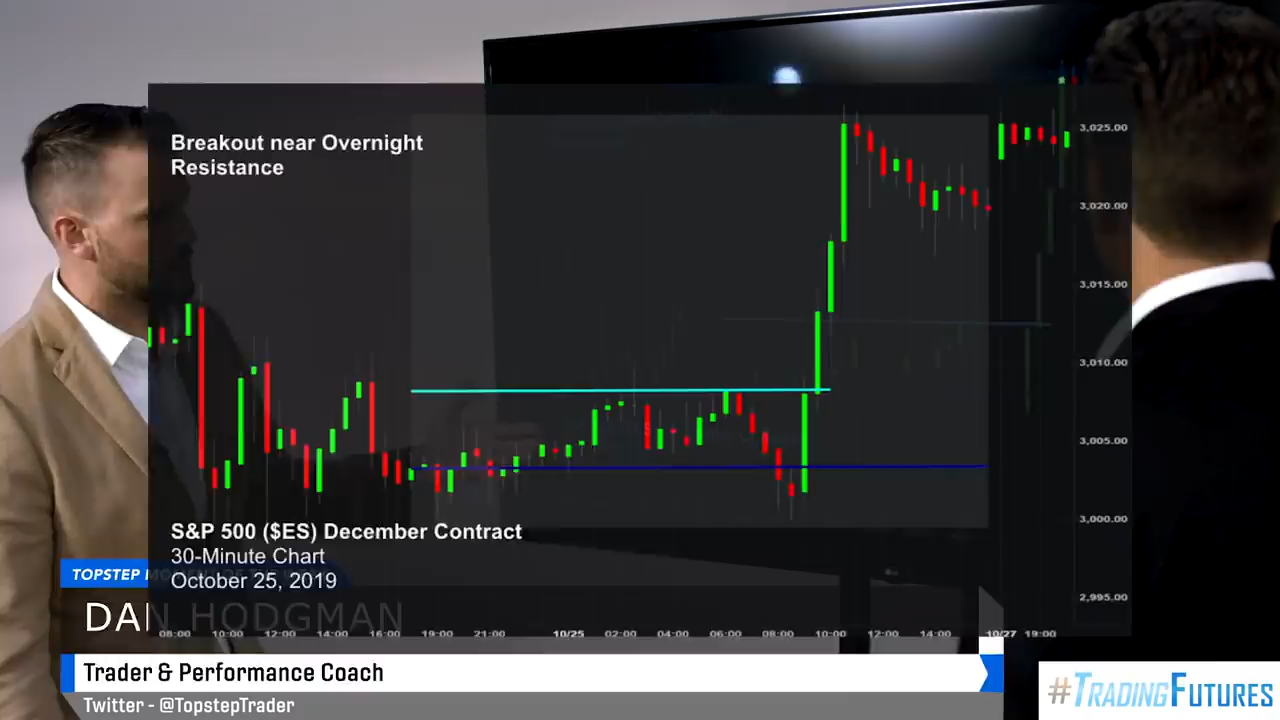 Breakout near Overnight
Resistance
3,025.00
3,020.00
3,015.00
3,010.00
3,005.00
3,000.00
2,995.00
S&P 500 ($ES) December Contract
30-Minute Chart
October 25, 2019
TOPSTEP
DAN HODGMAN
08:00 10:00 12:00 14:00 16:00 19:00 21:00 10/25 02:00 04:00 06:00 08:00 10:00 12:00 14:00 10/27 19:00
Trader & Performance Coach
Twitter - @TopstepTrader
#TRADINGFUTURES